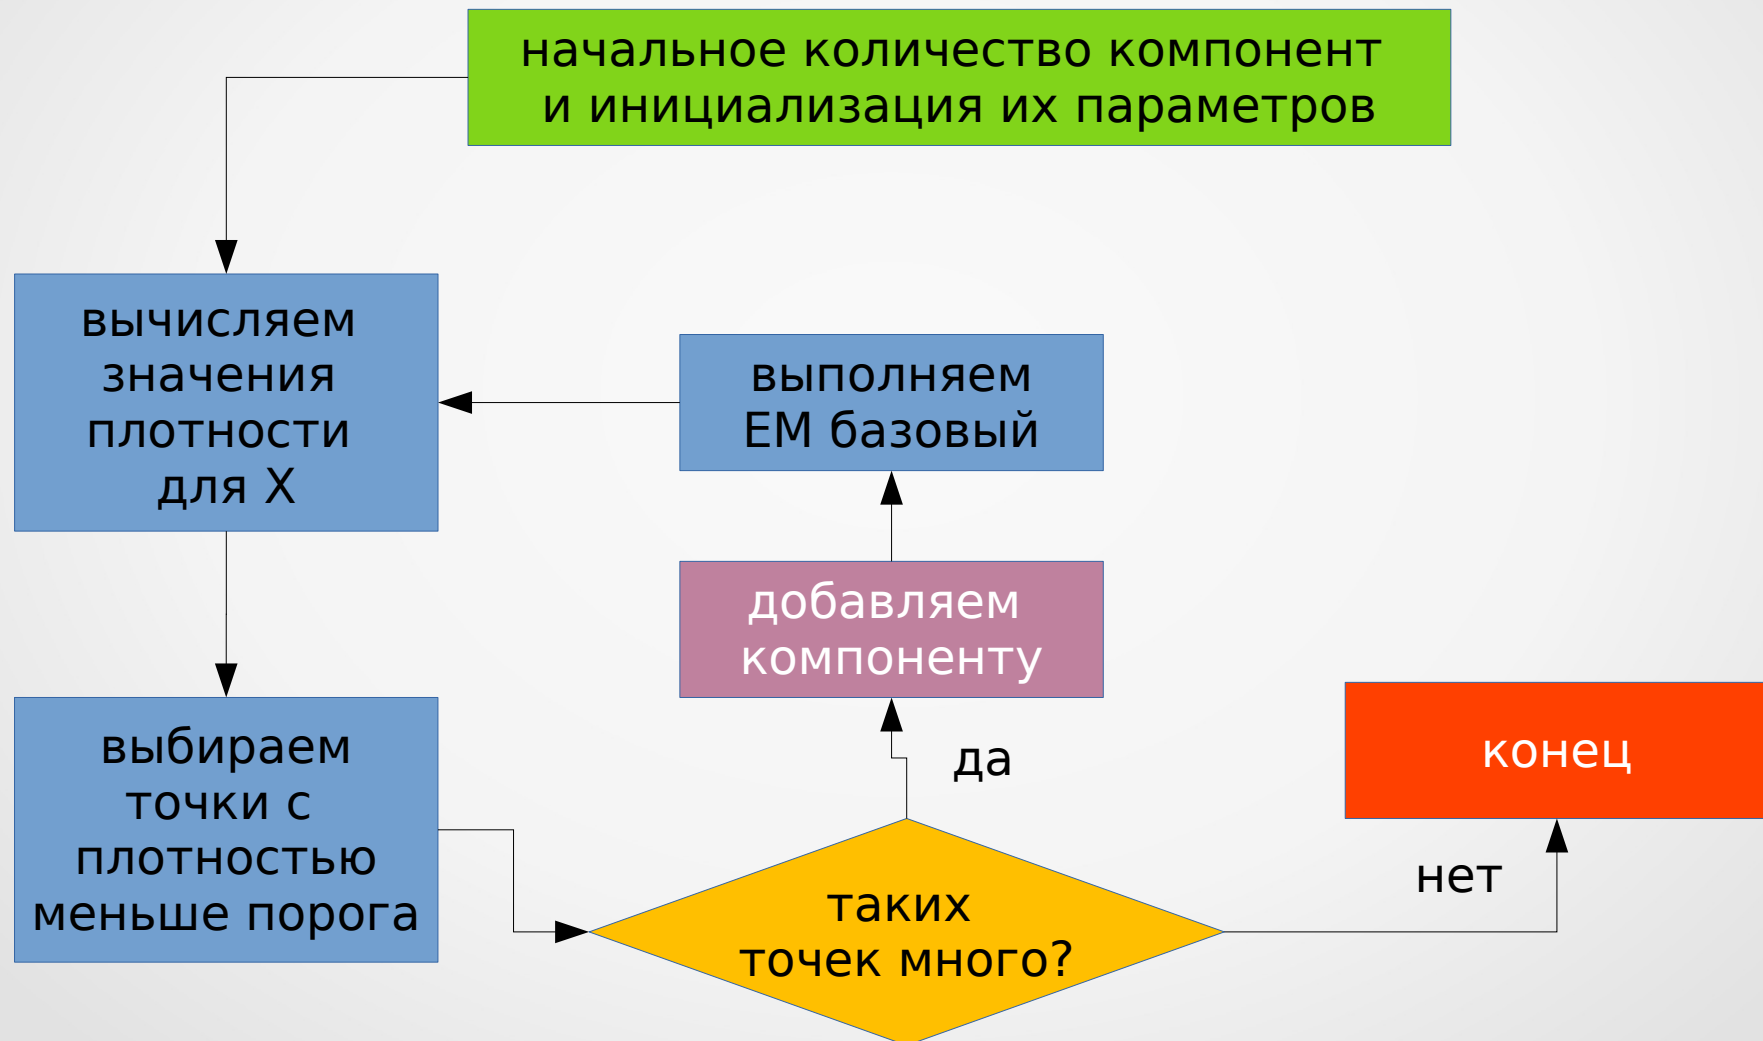 начальное количество компонент
и инициализация их параметров
вычисляем
значения
плотности
для X
выполняем
EM базовый
добавляем
компоненту
выбираем
точки с
плотностью
меньше порога
да
таких
точек много?
нет
конец